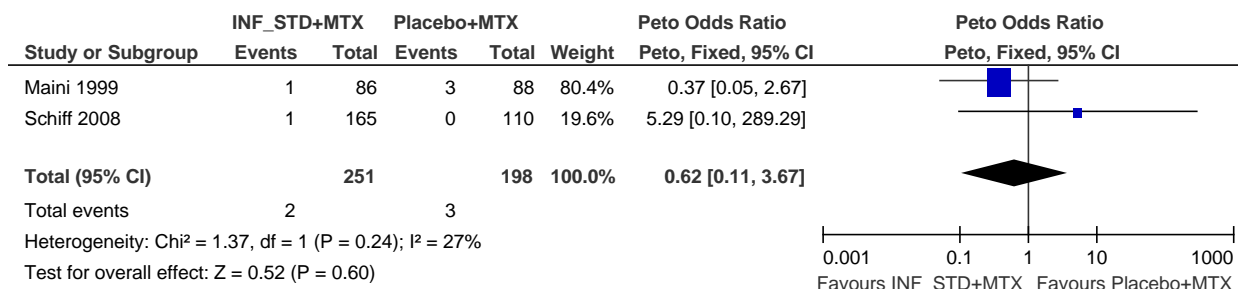 INF_STD+MTX Placebo+MTX Peto Odds Ratio Peto Odds Ratio
Study or Subgroup Events Total Events Total Weight Peto, Fixed, 95% CI Peto, Fixed, 95% CI
Maini 1999 1 86 3 88 80.4% 0.37 [0.05, 2.67]
Schiff 2008 1 165 0 110 19.6% 5.29 [0.10, 289.29]
Total (95% CI) 251 198 100.0% 0.62 [0.11, 3.67]
Total events 2 3
Heterogeneity: Chi² = 1.37, df = 1 (P = 0.24); I² = 27%
Test for overall effect: Z = 0.52 (P = 0.60)
0.001 0.1 1 10 1000
Favours INF_STD+MTX Favours Placebo+MTX